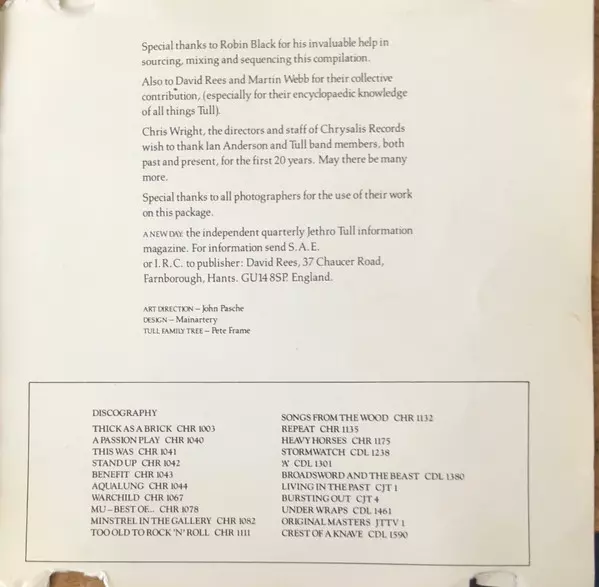 Special thanks to Robin Black for his invaluable help in
sourcing, mixing and sequencing this compilation.
Also to David Rees and Martin Webb for their collective
contribution, (especially for their encyclopaedic knowledge
of all things Tull).
Chris Wright, the directors and staff of Chrysalis Records
wish to thank Ian Anderson and Tull band members, both
past and present, for the first 20 years. May there be many
more.
Special thanks to all photographers for the use of their work
on this package.
A NEW DAY: the independent quarterly Jethro Tull information
magazine. For information send S.A.E.
or I.R.C. to publisher: David Rees, 37 Chaucer Road,
Farnborough, Hants. GU14 8SP. England.
ART DIRECTION – John Pasche
DESIGN – Mainartery
TULL FAMILY TREE – Pete Frame
DISCOGRAPHY
THICK AS A BRICK CHR 1003
A PASSION PLAY CHR 1040
THIS WAS CHR 1041
STAND UP CHR 1042
BENEFIT CHR 1043
AQUALUNG CHR 1044
WARCHILD CHR 1067
MU – BEST OF... CHR 1078
MINSTREL IN THE GALLERY CHR 1082
TOO OLD TO ROCK 'N' ROLL CHR 1111
SONGS FROM THE WOOD CHR 1132
REPEAT CHR 1135
HEAVY HORSES CHR 1175
STORMWATCH CDL 1238
'A' CDL 1301
BROADSWORD AND THE BEAST CDL 1380
LIVING IN THE PAST CJT 1
BURSTING OUT CJT 4
UNDER WRAPS CDL 1461
ORIGINAL MASTERS JTTV 1
CREST OF A KNAVE CDL 1590